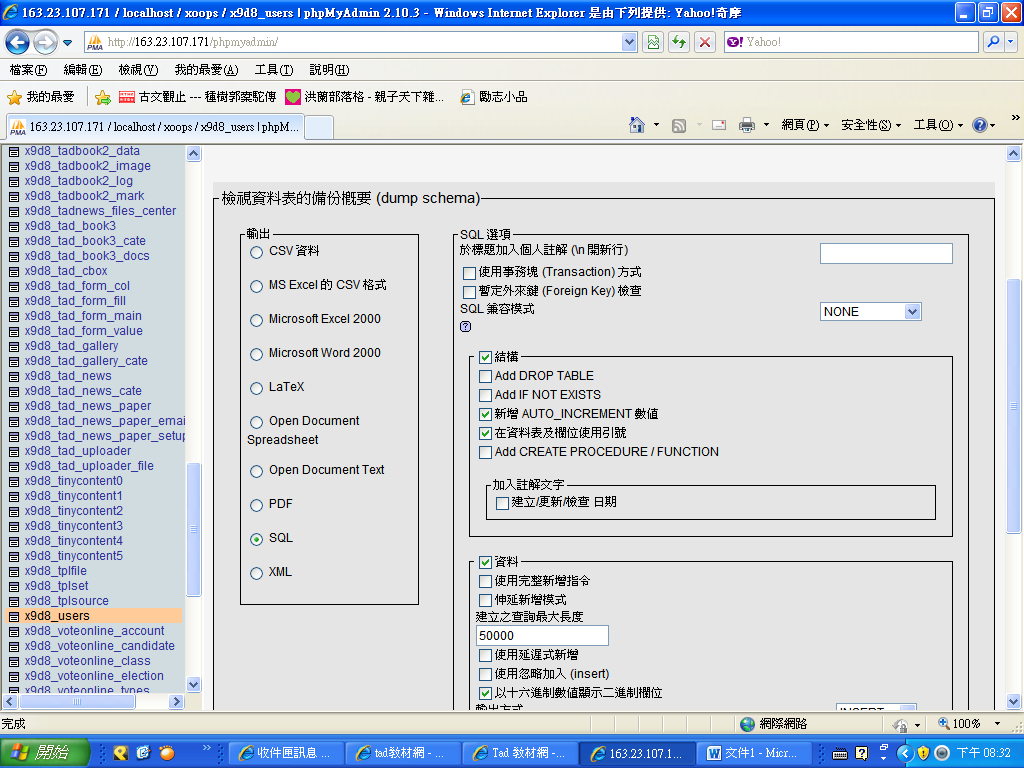 163.23.107.171 / localhost / xoops / x9d8_users | phpMyAdmin 2.10.3 - Windows Internet Explorer 是由下列提供: Yahoo!奇摩
http://163.23.107.171/phpmyadmin/
Yahoo!
檔案(F) 編輯(E) 檢視(V) 我的最愛(A) 工具(T) 說明(H)
我的最愛 古文觀止 --- 種樹郭橐駝傳 洪蘭部落格 - 親子天下雜... 勵志小品
163.23.107.171 / localhost / xoops / x9d8_users | phpM...
網頁(P) 安全性(S) 工具(O)
x9d8_tadbook2_data
x9d8_tadbook2_image
x9d8_tadbook2_log
x9d8_tadbook2_mark
x9d8_tadnews_files_center
x9d8_tad_book3
x9d8_tad_book3_cate
x9d8_tad_book3_docs
x9d8_tad_cbox
x9d8_tad_form_col
x9d8_tad_form_fill
x9d8_tad_form_main
x9d8_tad_form_value
x9d8_tad_gallery
x9d8_tad_gallery_cate
x9d8_tad_news
x9d8_tad_news_cate
x9d8_tad_news_paper
x9d8_tad_news_paper_emai
x9d8_tad_news_paper_setup
x9d8_tad_uploader
x9d8_tad_uploader_file
x9d8_tinycontent0
x9d8_tinycontent1
x9d8_tinycontent2
x9d8_tinycontent3
x9d8_tinycontent4
x9d8_tinycontent5
x9d8_tplfile
x9d8_tplset
x9d8_tplsource
x9d8_users
x9d8_voteonline_account
x9d8_voteonline_candidate
x9d8_voteonline_class
x9d8_voteonline_election
x9d8_voteonline_types
檢視資料表的備份概要 (dump schema)
輸出
CSV 資料
MS Excel 的 CSV 格式
Microsoft Excel 2000
Microsoft Word 2000
LaTeX
Open Document
Spreadsheet
Open Document Text
PDF
SQL
XML
SQL 選項
於標題加入個人註解 (\n 開新行)
使用事務塊 (Transaction) 方式
暫定外來鍵 (Foreign Key) 檢查
SQL 兼容模式
NONE
結構
Add DROP TABLE
Add IF NOT EXISTS
新增 AUTO_INCREMENT 數值
在資料表及欄位使用引號
Add CREATE PROCEDURE / FUNCTION
加入註解文字
建立/更新/檢查 日期
資料
使用完整新增指令
伸延新增模式
建立之查詢最大長度
50000
使用延遲式新增
使用忽略加入 (insert)
以十六進制數值顯示二進制欄位
輸出方式
INSERT
完成
網際網路
100%
開始
收件匣訊息 ...
tad教材網 - ...
Tad 教材網 - ...
163.23.107.1...
文件1 - Micr...
下午 08:32